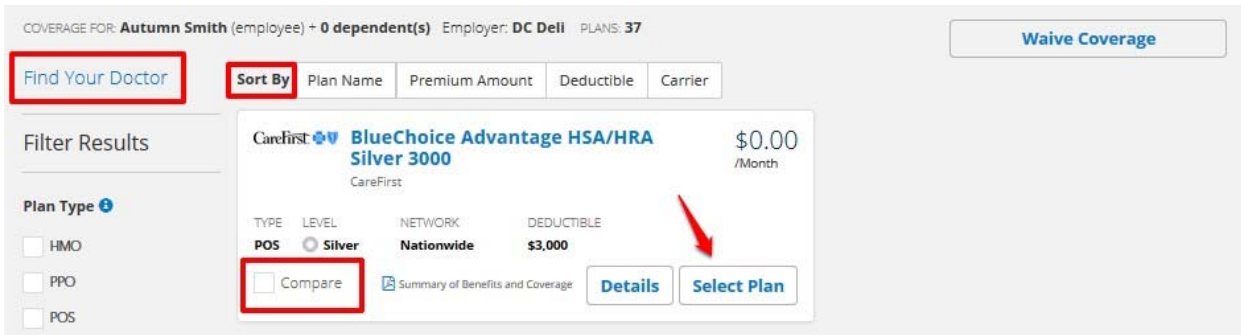 COVERAGE FOR: Autumn Smith (employee) + 0 dependent(s) Employer: DC Deli PLANS: 37
Waive Coverage
Find Your Doctor
Sort By Plan Name Premium Amount Deductible Carrier
Filter Results
Plan Type
HMO
PPO
POS
CareFirst BlueChoice Advantage HSA/HRA $0.00
Silver 3000 /Month
CareFirst
TYPE LEVEL NETWORK DEDUCTIBLE
POS Silver Nationwide $3,000
Compare Summary of Benefits and Coverage Details Select Plan